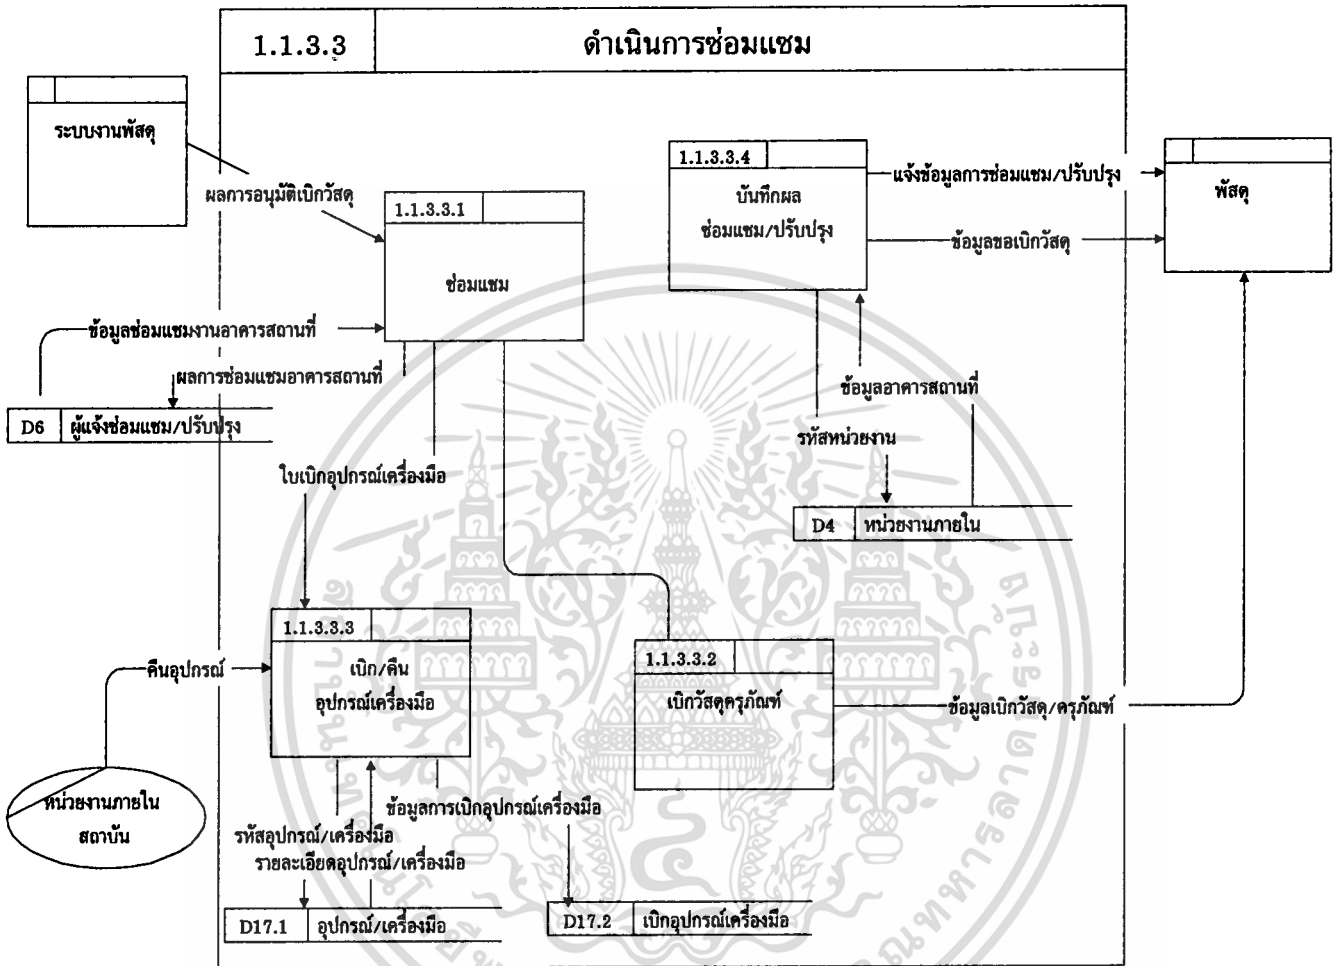 1.1.3.3 ดำเนินการซ่อมแซม
ระบบงานพัสดุ
ผลการอนุมัติเบิกวัสดุ
1.1.3.3.1
ซ่อมแซม
1.1.3.3.4
บันทึกผล
ซ่อมแซม/ปรับปรุง
แจ้งข้อมูลการซ่อมแซม/ปรับปรุง
ข้อมูลขอเบิกวัสดุ
พัสดุ
ข้อมูลซ่อมแซมงานอาคารสถานที่
ผลการซ่อมแซมอาคารสถานที่
D6 ผู้แจ้งซ่อมแซม/ปรับปรุง
ข้อมูลอาคารสถานที่
รหัสหน่วยงาน
D4 หน่วยงานภายใน
ใบเบิกอุปกรณ์เครื่องมือ
1.1.3.3.3
เบิก/คืน
อุปกรณ์เครื่องมือ
คืนอุปกรณ์
1.1.3.3.2
เบิกวัสดุครุภัณฑ์
ข้อมูลเบิกวัสดุ/ครุภัณฑ์
หน่วยงานภายใน
สถาบัน
ข้อมูลการเบิกอุปกรณ์เครื่องมือ
รหัสอุปกรณ์/เครื่องมือ
รายละเอียดอุปกรณ์/เครื่องมือ
D17.1 อุปกรณ์/เครื่องมือ
D17.2 เบิกอุปกรณ์เครื่องมือ